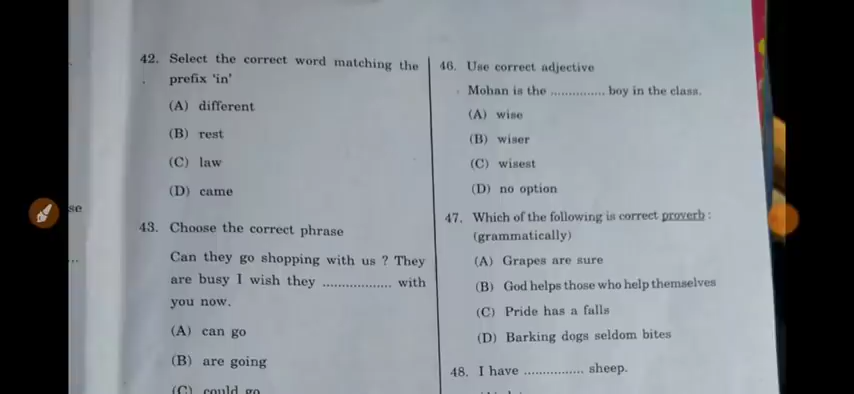 42. Select the correct word matching the
prefix 'in'
(A) different
(B) rest
(C) law
(D) came
se
43. Choose the correct phrase
Can they go shopping with us ? They
are busy I wish they .................. with
you now.
(A) can go
(B) are going
(C) could go
46. Use correct adjective
Mohan is the .............. boy in the class.
(A) wise
(B) wiser
(C) wisest
(D) no option
47. Which of the following is correct proverb :
(grammatically)
(A) Grapes are sure
(B) God helps those who help themselves
(C) Pride has a falls
(D) Barking dogs seldom bites
48. I have ................ sheep.